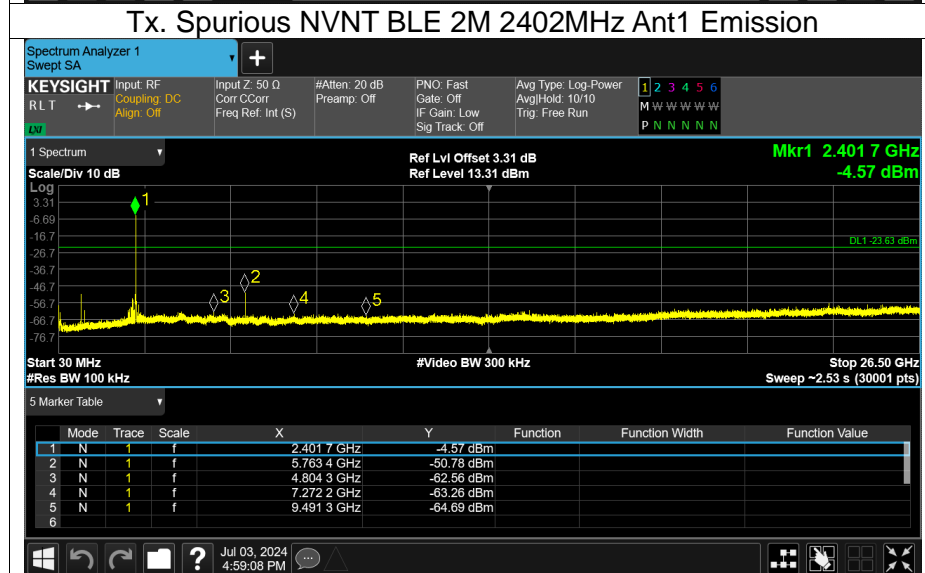 Tx. Spurious NVNT BLE 2M 2402MHz Ant1 Emission
Spectrum Analyzer 1
Swept SA
+
KEYSIGHT Input: RF Input Z: 50 Ω #Atten: 20 dB PNO: Fast Avg Type: Log-Power 1 2 3 4 5 6
RLT Coupling: DC Corr CCorr Preamp: Off Gate: Off Avg|Hold: 10/10 M W W W W W
Align: Off Freq Ref: Int (S) IF Gain: Low Trig: Free Run
LXI Sig Track: Off P N N N N N
1 Spectrum Ref Lvl Offset 3.31 dB Mkr1 2.401 7 GHz
Scale/Div 10 dB Ref Level 13.31 dBm -4.57 dBm
Log
3.31 1
-6.69
-16.7 DL1 -23.63 dBm
-26.7
-36.7 2
-46.7
-56.7 3 4 5
-66.7
-76.7
Start 30 MHz #Video BW 300 kHz Stop 26.50 GHz
#Res BW 100 kHz Sweep ~2.53 s (30001 pts)
5 Marker Table
Mode Trace Scale X Y Function Function Width Function Value
1 N 1 f 2.401 7 GHz -4.57 dBm
2 N 1 f 5.763 4 GHz -50.78 dBm
3 N 1 f 4.804 3 GHz -62.56 dBm
4 N 1 f 7.272 2 GHz -63.26 dBm
5 N 1 f 9.491 3 GHz -64.69 dBm
6
? Jul 03, 2024
4:59:08 PM